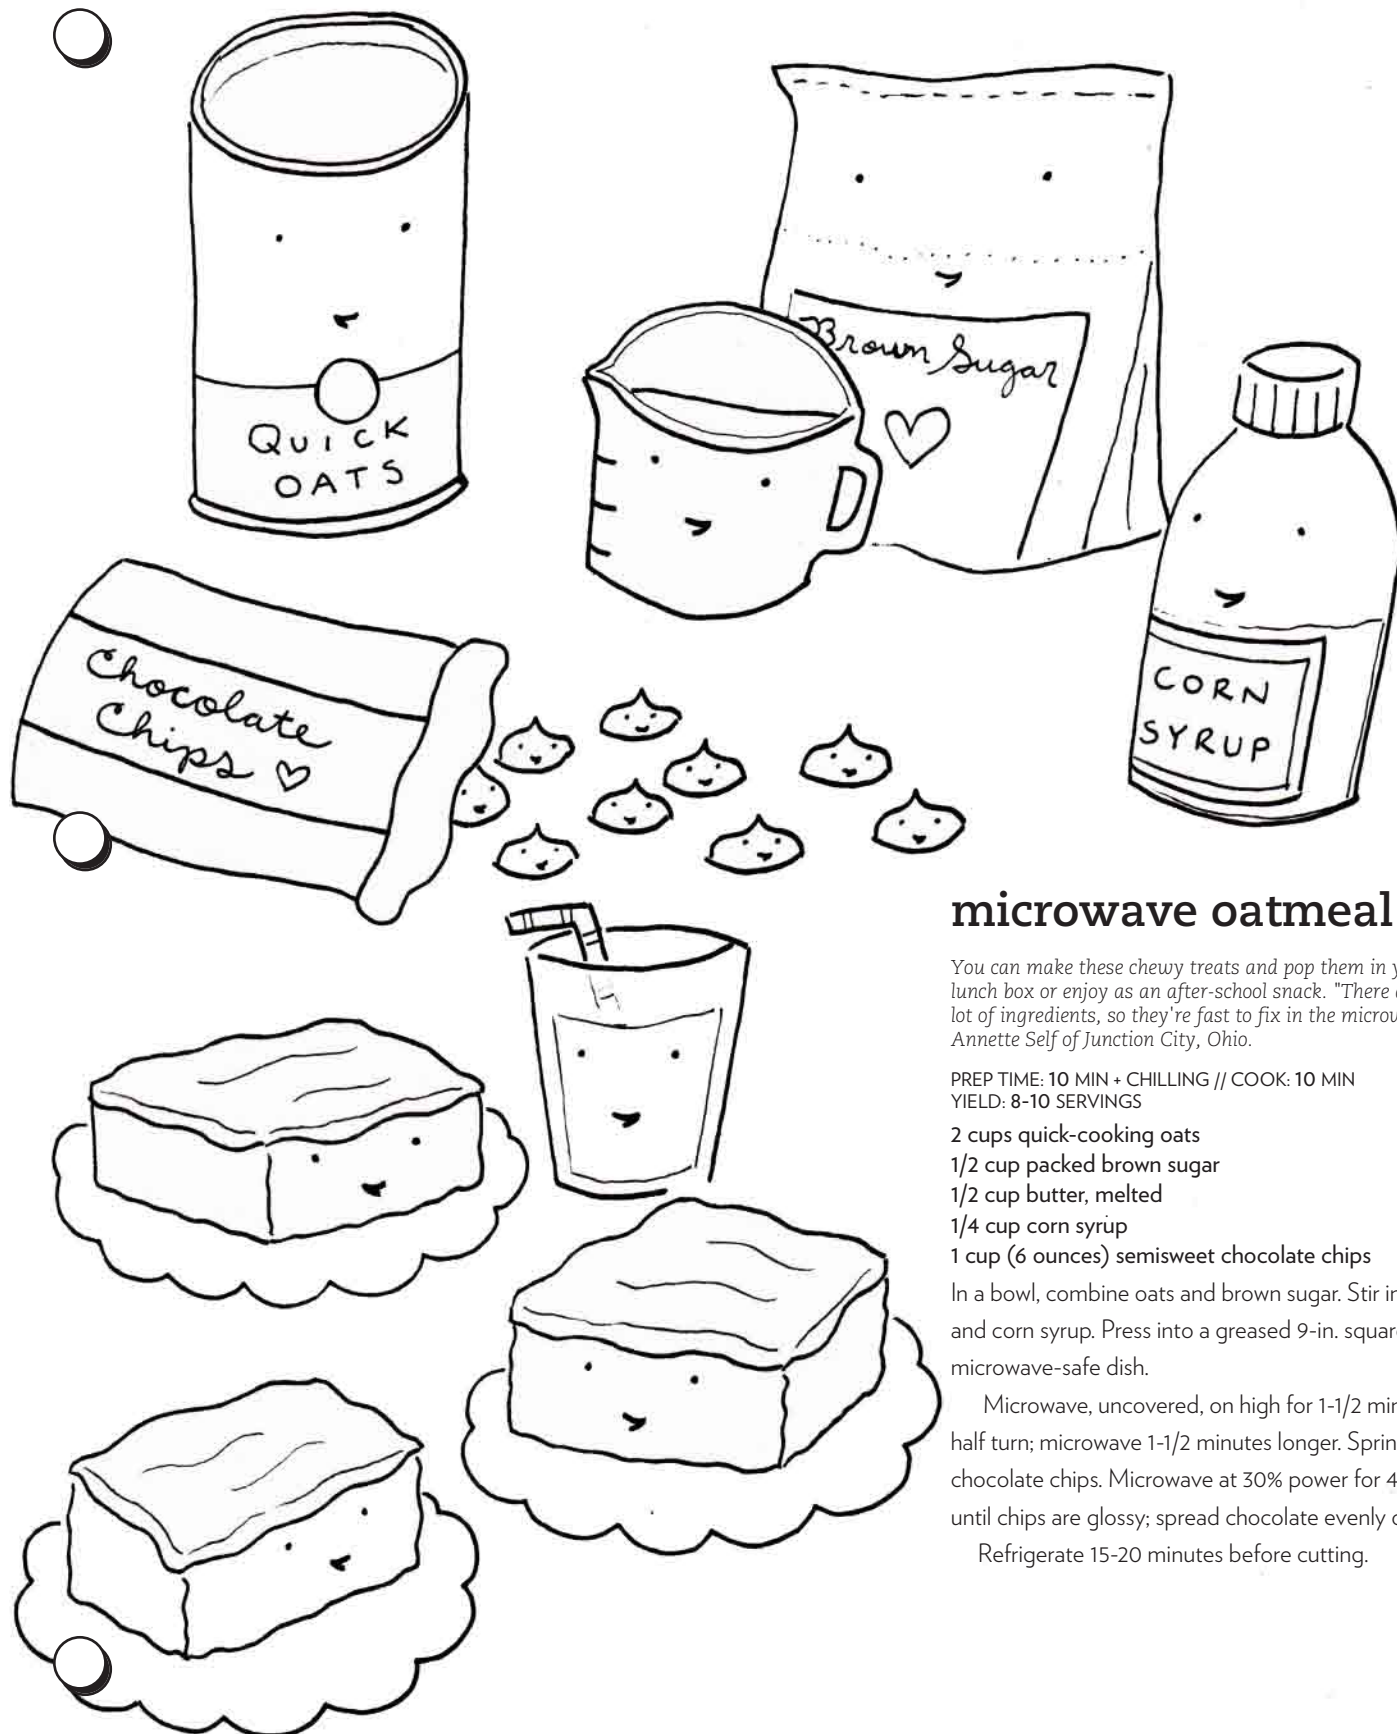 QUICK
OATS
Brown Sugar
Chocolate
Chips
CORN
SYRUP
microwave oatmeal
You can make these chewy treats and pop them in
lunch box or enjoy as an after-school snack. "There
lot of ingredients, so they're fast to fix in the
Annette Self of Junction City, Ohio.
PREP TIME: 10 MIN + CHILLING // COOK: 10 MIN
YIELD: 8-10 SERVINGS
2 cups quick-cooking oats
1/2 cup packed brown sugar
1/2 cup butter, melted
1/4 cup corn syrup
1 cup (6 ounces) semisweet chocolate chips
In a bowl, combine oats and brown sugar. Stir
and corn syrup. Press into a greased 9-in.
microwave-safe dish.
Microwave, uncovered, on high for 1-1/2
half turn; microwave 1-1/2 minutes longer.
chocolate chips. Microwave at 30% power for
until chips are glossy; spread chocolate evenly
Refrigerate 15-20 minutes before cutting.